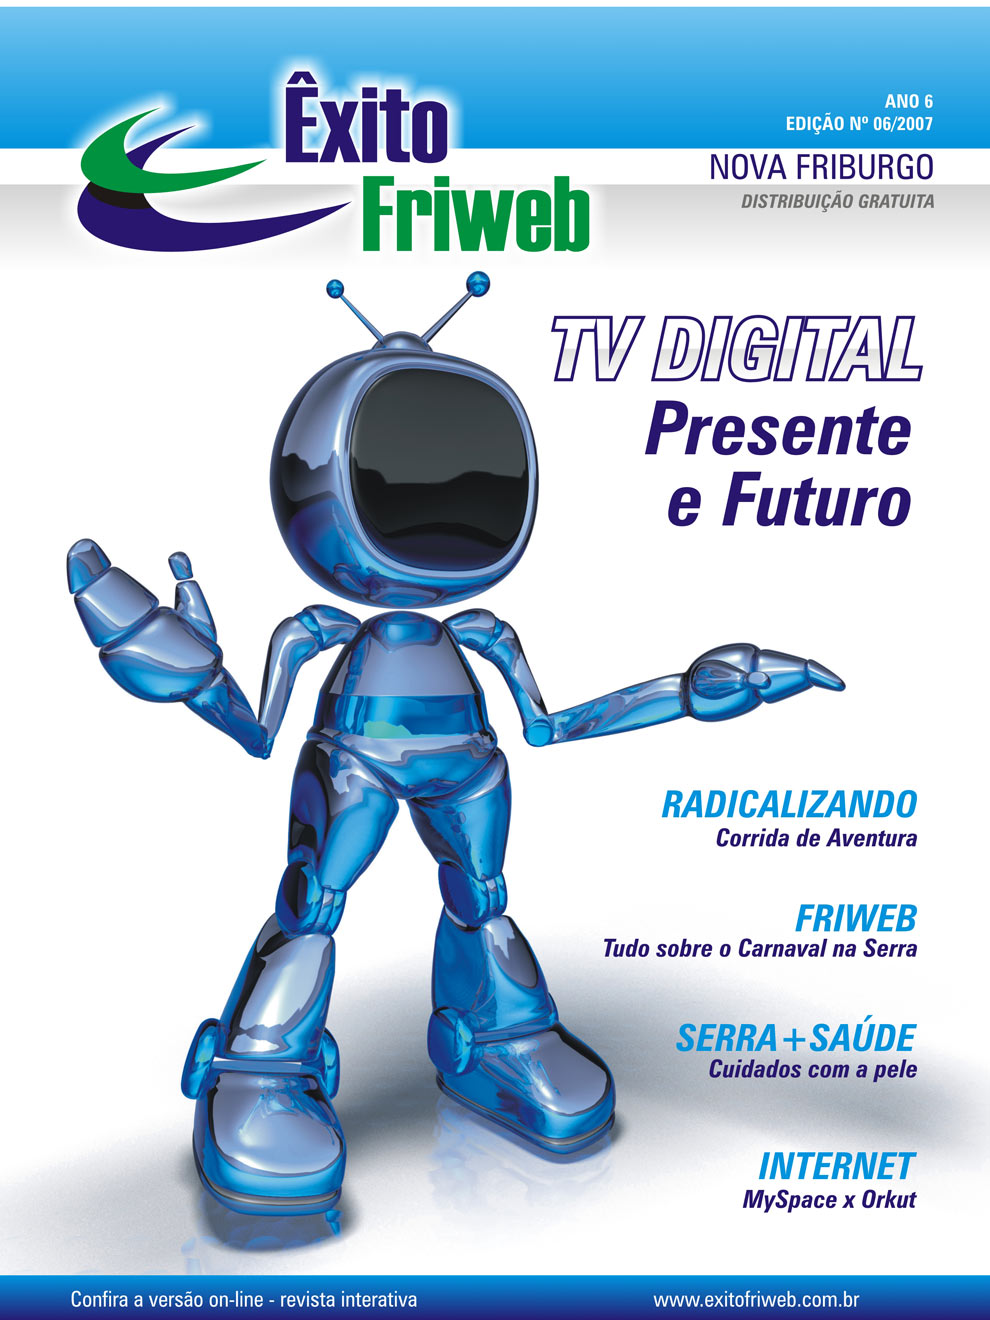 Êxito
Friweb
ANO 6
EDIÇÃO Nº 06/2007
NOVA FRIBURGO
DISTRIBUIÇÃO GRATUITA
TV DIGITAL
Presente
e Futuro
RADICALIZANDO
Corrida de Aventura
FRIWEB
Tudo sobre o Carnaval na Serra
SERRA+SAÚDE
Cuidados com a pele
INTERNET
MySpace x Orkut
Confira a versão on-line - revista interativa
www.exitofriweb.com.br